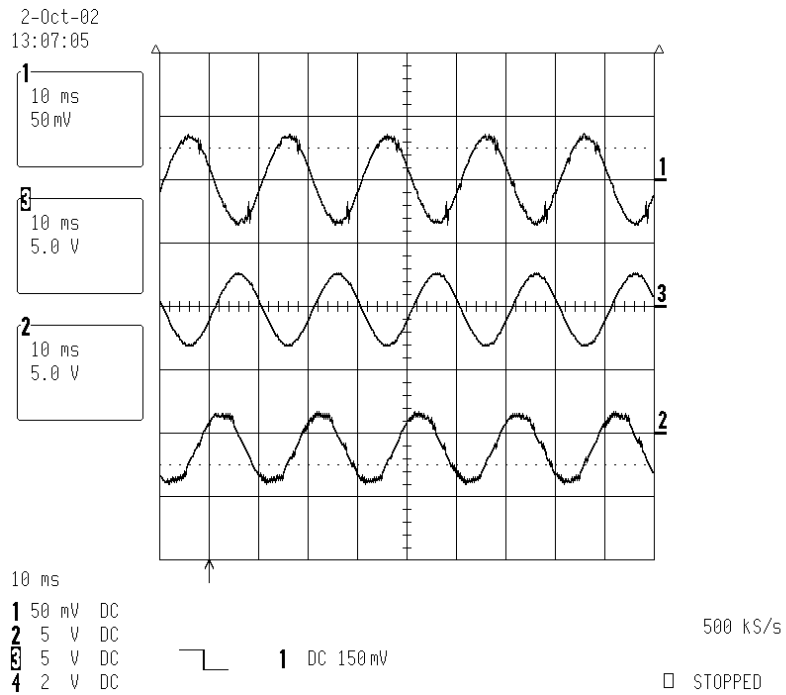 2-Oct-02
13:07:05
1
10 ms
50 mV
3
10 ms
5.0 V
2
10 ms
5.0 V
1
3
2
10 ms
1 50 mV DC
2 5 V DC
3 5 V DC
4 2 V DC
1 DC 150 mV
500 kS/s
STOPPED